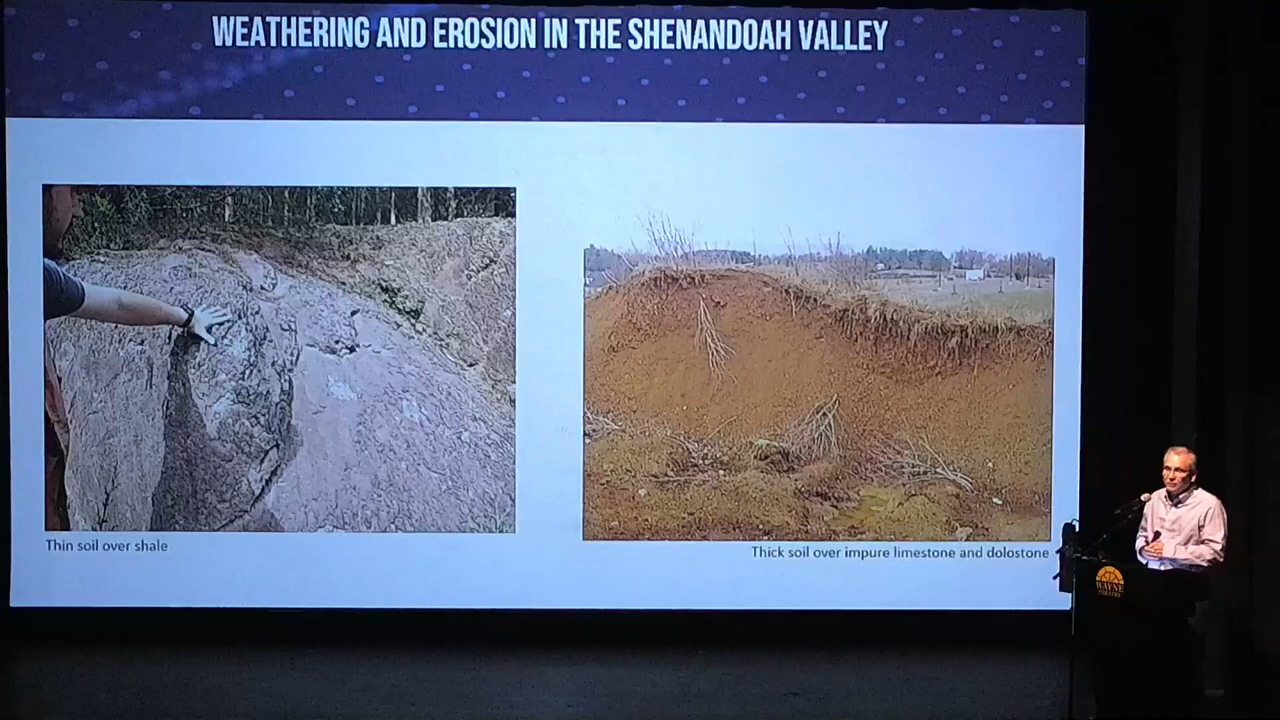 WEATHERING AND EROSION IN THE SHENANDOAH VALLEY
Thin soil over shale
Thick soil over impure limestone and dolostone
WAYNE
THEATRE